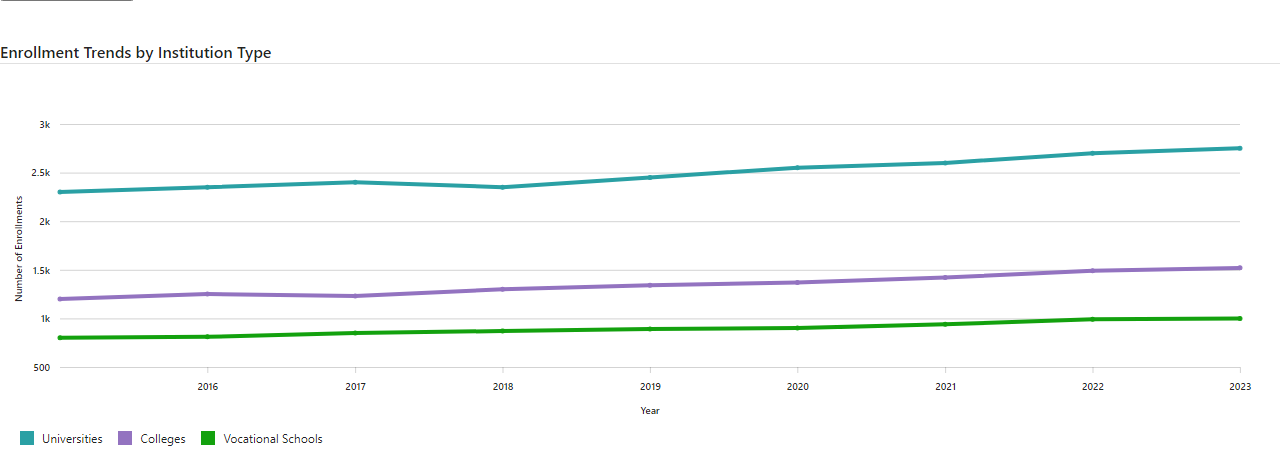 Enrollment Trends by Institution Type
3k
2.5k
2k
1.5k
1k
500
Number of Enrollments
2016 2017 2018 2019 2020 2021 2022 2023
Year
Universities Colleges Vocational Schools